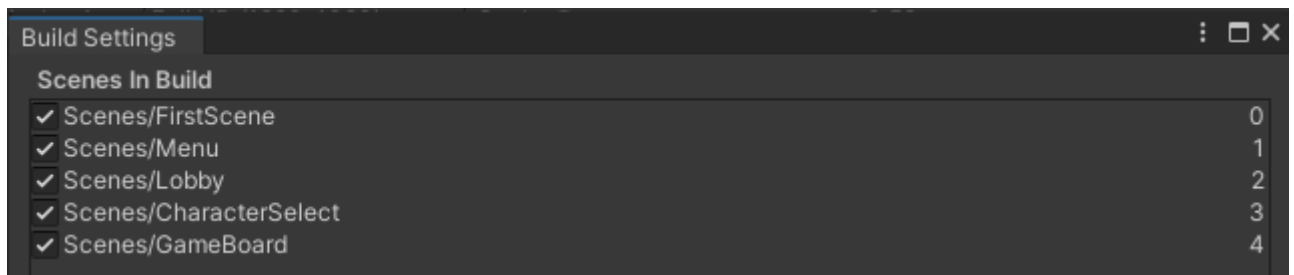 Build Settings
Scenes In Build
Scenes/FirstScene 0
Scenes/Menu 1
Scenes/Lobby 2
Scenes/CharacterSelect 3
Scenes/GameBoard 4